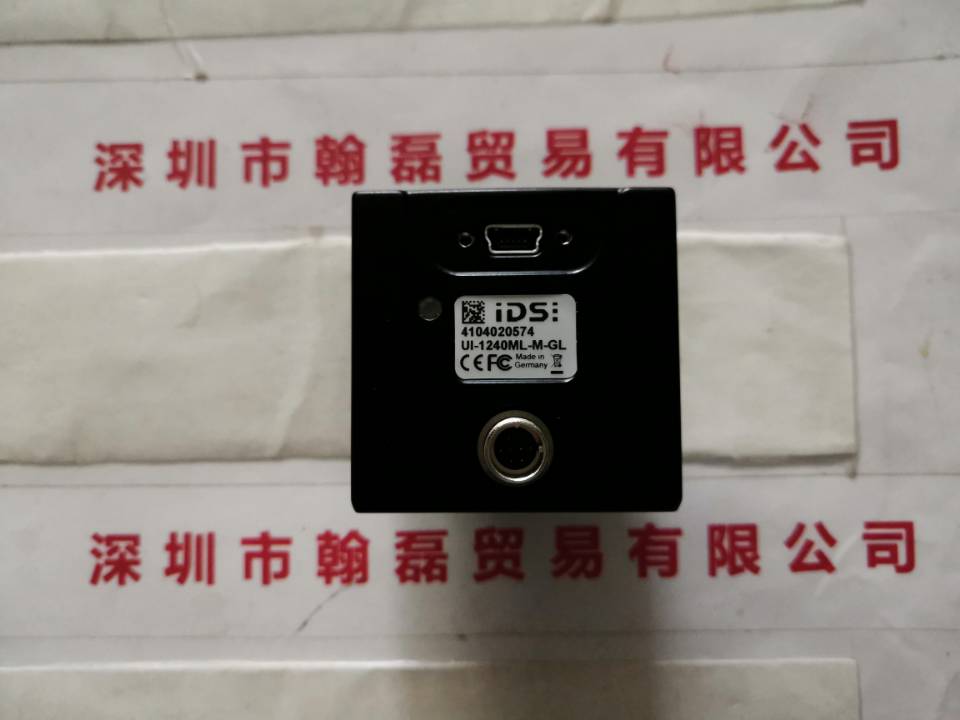 深圳市翰磊贸易有限公司
iDS
4104020574
UI-1240ML-M-GL
CE FC Made in
Germany
深圳市翰磊贸易有限公司